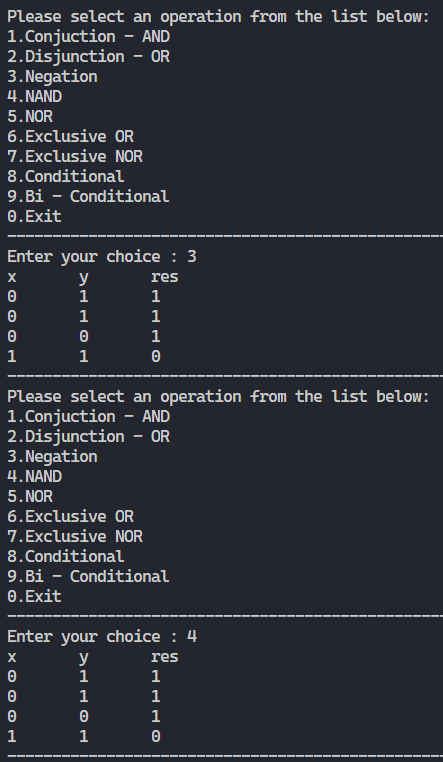 Please select an operation from the list below:
1.Conjuction - AND
2.Disjunction - OR
3.Negation
4.NAND
5.NOR
6.Exclusive OR
7.Exclusive NOR
8.Conditional
9.Bi - Conditional
0.Exit
-------------------------------------------------
Enter your choice : 3
x y res
0 1 1
0 1 1
0 0 1
1 1 0
-------------------------------------------------
Please select an operation from the list below:
1.Conjuction - AND
2.Disjunction - OR
3.Negation
4.NAND
5.NOR
6.Exclusive OR
7.Exclusive NOR
8.Conditional
9.Bi - Conditional
0.Exit
-------------------------------------------------
Enter your choice : 4
x y res
0 1 1
0 1 1
0 0 1
1 1 0
-------------------------------------------------